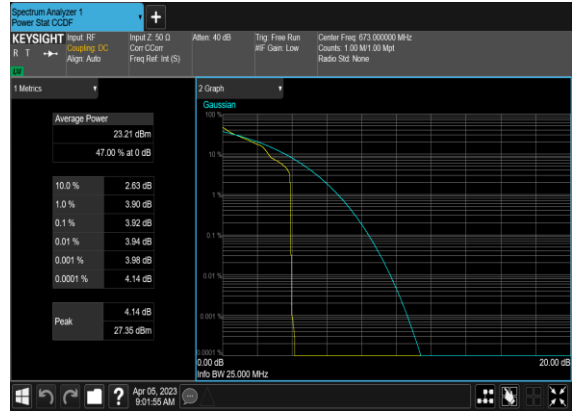 Spectrum Analyzer 1
Power Stat CCDF
KEYSIGHT
R T
LXI
Input: RF
Coupling: DC
Align: Auto
Input Z: 50 Ω
Corr CCorr
Freq Ref: Int (S)
Atten: 40 dB
Trig: Free Run
#IF Gain: Low
Center Freq: 673.000000 MHz
Counts: 1.00 M/1.00 Mpt
Radio Std: None
1 Metrics
Average Power
23.21 dBm
47.00 % at 0 dB
10.0 % 2.63 dB
1.0 % 3.90 dB
0.1 % 3.92 dB
0.01 % 3.94 dB
0.001 % 3.98 dB
0.0001 % 4.14 dB
Peak
4.14 dB
27.35 dBm
2 Graph
Gaussian
100 %
10 %
1 %
0.1 %
0.01 %
0.001 %
0.0001 %
0.00 dB
20.00 dB
Info BW 25.000 MHz
?
Apr 05, 2023
9:01:55 AM